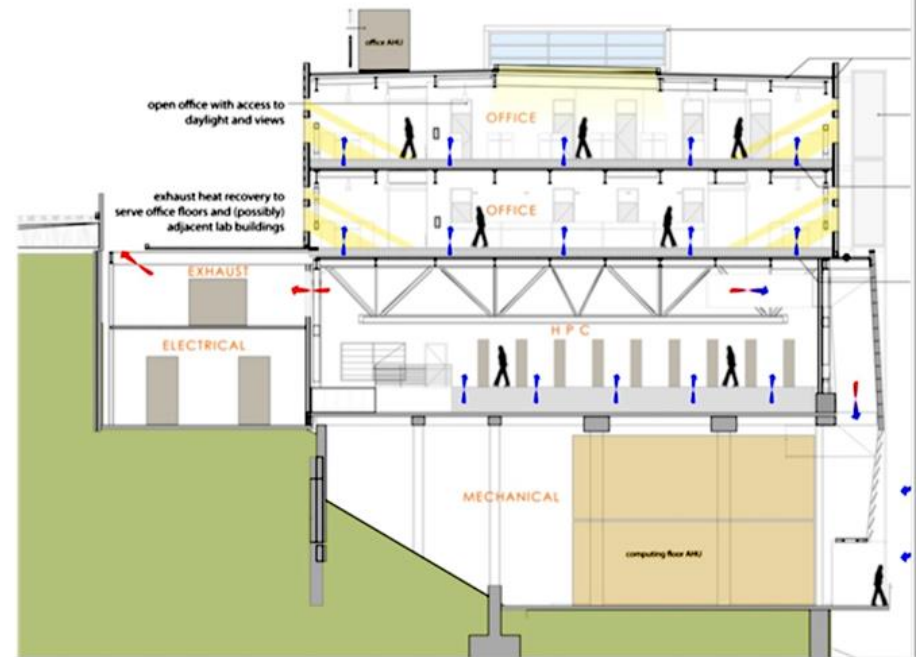 office AHU
open office with access to
daylight and views
OFFICE
exhaust heat recovery to
serve office floors and (possibly)
adjacent lab buildings
OFFICE
EXHAUST
HPC
ELECTRICAL
MECHANICAL
computing floor AHU